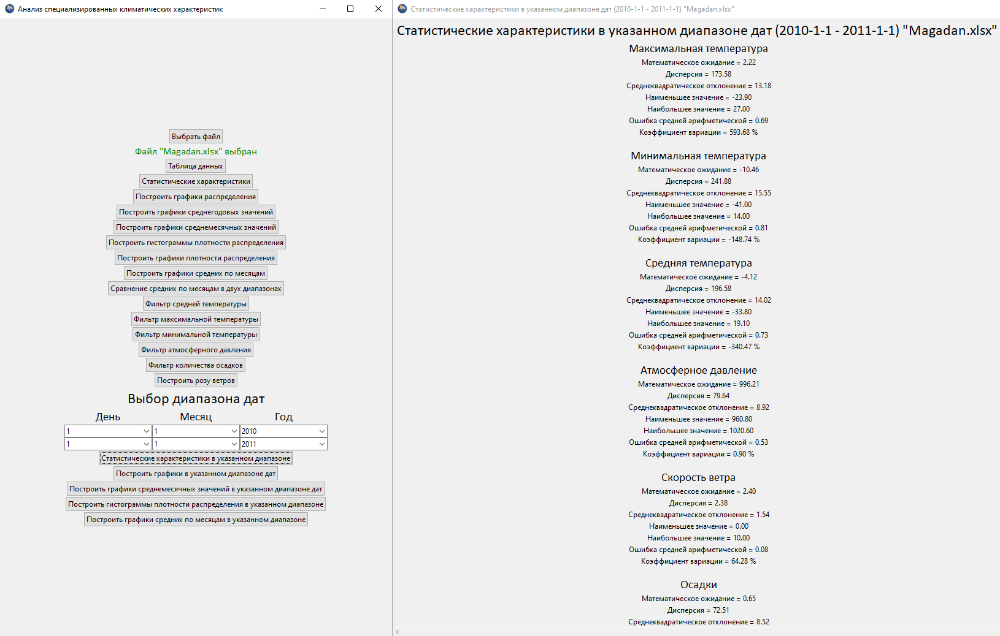 Анализ специализированных климатических характеристик
Выбрать файл
Файл "Magadan.xlsx" выбран
Таблица данных
Статистические характеристики
Построить графики распределения
Построить графики среднегодовых значений
Построить графики среднемесячных значений
Построить гистограммы плотности распределения
Построить графики плотности распределения
Построить графики средних по месяцам
Сравнение средних по месяцам в двух диапазонах
Фильтр средней температуры
Фильтр максимальной температуры
Фильтр минимальной температуры
Фильтр атмосферного давления
Фильтр количества осадков
Построить розу ветров
Выбор диапазона дат
День Месяц Год
1 1 2010
1 1 2011
Статистические характеристики в указанном диапазоне
Построить графики в указанном диапазоне дат
Построить графики среднемесячных значений в указанном диапазоне дат
Построить гистограммы плотности распределения в указанном диапазоне
Построить графики средних по месяцам в указанном диапазоне
Статистические характеристики в указанном диапазоне дат (2010-1-1 - 2011-1-1) "Magadan.xlsx"
Статистические характеристики в указанном диапазоне дат (2010-1-1 - 2011-1-1) "Magadan.xlsx"
Максимальная температура
Математическое ожидание = 2.22
Дисперсия = 173.58
Среднеквадратическое отклонение = 13.18
Наименьшее значение = -23.90
Наибольшее значение = 27.00
Ошибка средней арифметической = 0.69
Коэффициент вариации = 593.68 %
Минимальная температура
Математическое ожидание = -10.46
Дисперсия = 241.88
Среднеквадратическое отклонение = 15.55
Наименьшее значение = -41.00
Наибольшее значение = 14.00
Ошибка средней арифметической = 0.81
Коэффициент вариации = -148.74 %
Средняя температура
Математическое ожидание = -4.12
Дисперсия = 196.58
Среднеквадратическое отклонение = 14.02
Наименьшее значение = -33.80
Наибольшее значение = 19.10
Ошибка средней арифметической = 0.73
Коэффициент вариации = -340.47 %
Атмосферное давление
Математическое ожидание = 996.21
Дисперсия = 79.64
Среднеквадратическое отклонение = 8.92
Наименьшее значение = 960.80
Наибольшее значение = 1020.60
Ошибка средней арифметической = 0.53
Коэффициент вариации = 0.90 %
Скорость ветра
Математическое ожидание = 2.40
Дисперсия = 2.38
Среднеквадратическое отклонение = 1.54
Наименьшее значение = 0.00
Наибольшее значение = 10.00
Ошибка средней арифметической = 0.08
Коэффициент вариации = 64.28 %
Осадки
Математическое ожидание = 0.65
Дисперсия = 72.51
Среднеквадратическое отклонение = 8.52